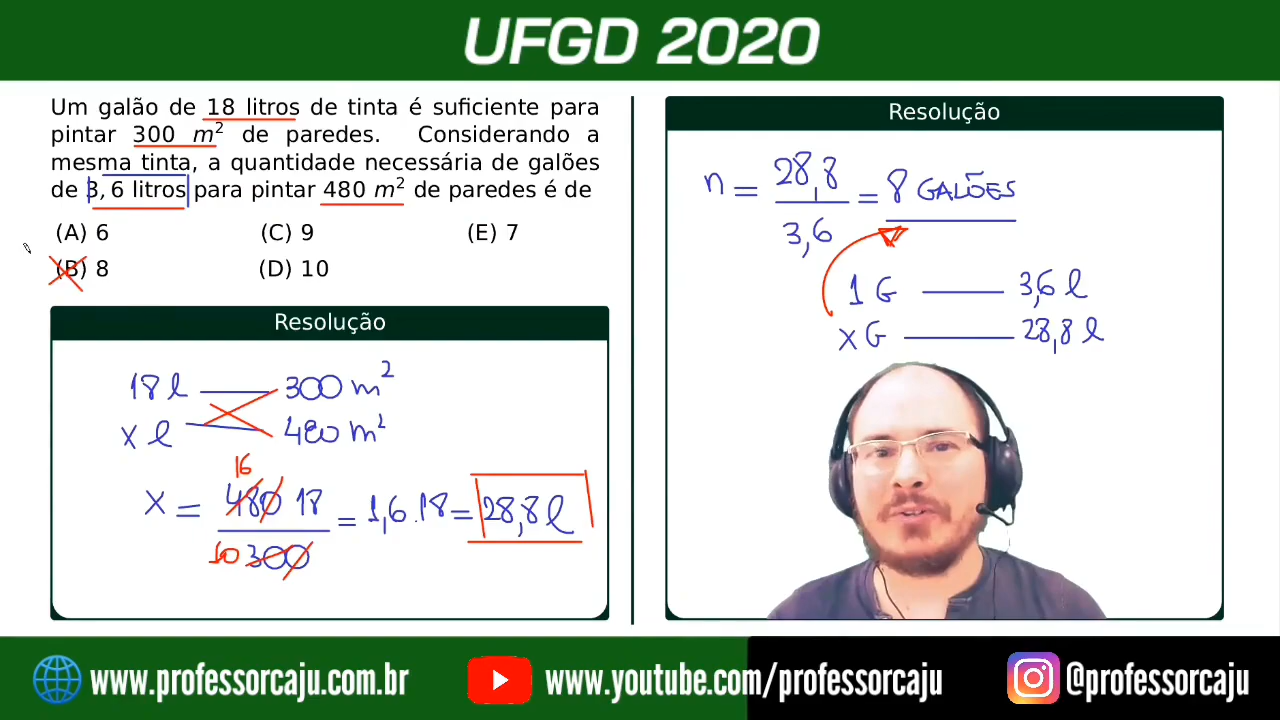 UFGD 2020
Um galão de 18 litros de tinta é suficiente para
pintar 300 m² de paredes. Considerando a
mesma tinta, a quantidade necessária de galões
de 3, 6 litros para pintar 480 m² de paredes é de
(A) 6 (C) 9 (E) 7
(B) 8 (D) 10
Resolução
18 l 300 m²
x l 480 m²
16
x = 480 18 = 1,6 . 18 = 28,8 l
10 300
Resolução
n = 28,8 = 8 GALÕES
3,6
1 G 3,6 l
x G 28,8 l
www.professorcaju.com.br
www.youtube.com/professorcaju
@professorcaju